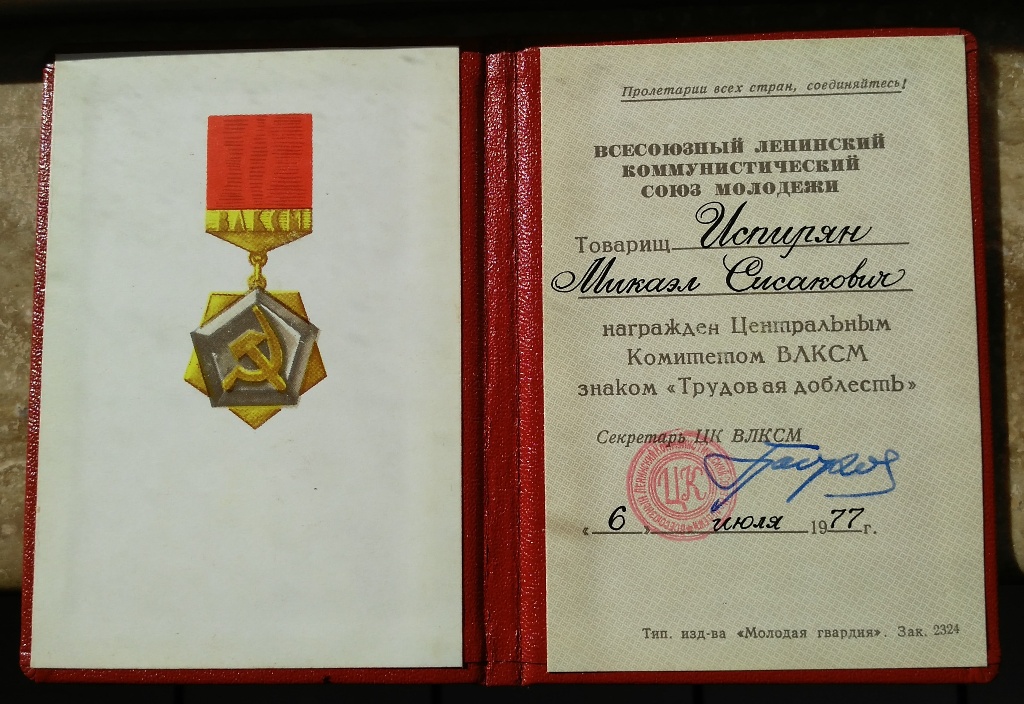 ВЛКСМ
Пролетарии всех стран, соединяйтесь!
ВСЕСОЮЗНЫЙ ЛЕНИНСКИЙ
КОММУНИСТИЧЕСКИЙ
СОЮЗ МОЛОДЕЖИ
Товарищ Испирян
Микаэл Сисакович
награжден Центральным
Комитетом ВЛКСМ
знаком «Трудовая доблесть»
Секретарь ЦК ВЛКСМ
ЦК
«6» июля 1977 г.
Тип. изд-ва «Молодая гвардия». Зак. 2324